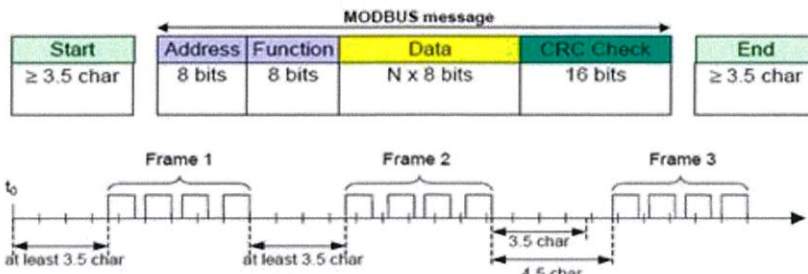 MODBUS message
Start Address Function Data CRC Check End
≥ 3.5 char 8 bits 8 bits N x 8 bits 16 bits ≥ 3.5 char
Frame 1 Frame 2 Frame 3
t0
at least 3.5 char at least 3.5 char 3.5 char
4.5 char